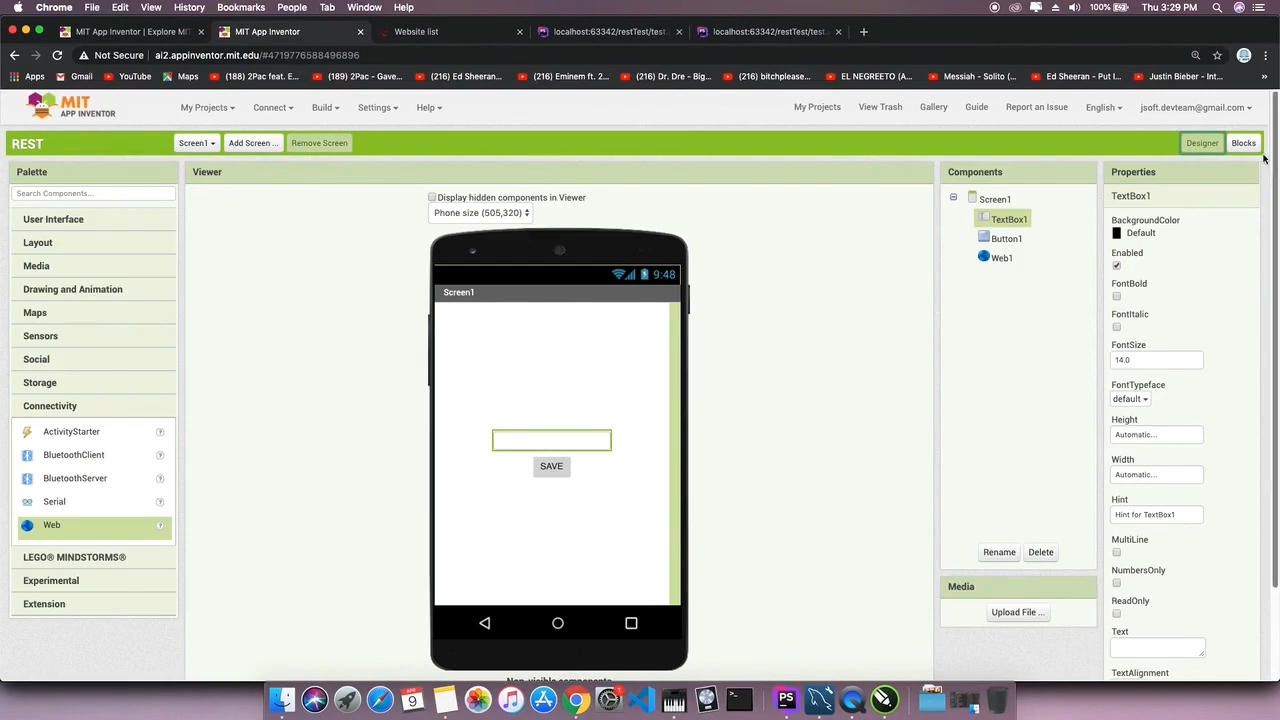 Chrome File Edit View History Bookmarks People Tab Window Help 100% Thu 3:29 PM
MIT App Inventor | Explore MIT MIT App Inventor Website list localhost:63342/restTest/test. localhost:63342/restTest/test.
Not Secure ai2.appinventor.mit.edu/#4719776588496896
Apps Gmail YouTube Maps (188) 2Pac feat. E... (189) 2Pac - Gave... (216) Ed Sheeran... (216) Eminem ft. 2... (216) Dr. Dre - Big... (216) bitchplease... EL NEGREETO (A... Messiah - Solito (... Ed Sheeran - Put I... Justin Bieber - Int...
MIT APP INVENTOR
My Projects Connect Build Settings Help My Projects View Trash Gallery Guide Report an Issue English jsoft.devteam@gmail.com
REST Screen1 Add Screen ... Remove Screen Designer Blocks
Palette Viewer Components Properties
Search Components...
User Interface
Layout
Media
Drawing and Animation
Maps
Sensors
Social
Storage
Connectivity
ActivityStarter
BluetoothClient
BluetoothServer
Serial
Web
LEGO® MINDSTORMS®
Experimental
Extension
Display hidden components in Viewer
Phone size (505,320)
9:48
Screen1
SAVE
Screen1
TextBox1
Button1
Web1
Rename Delete
Media
Upload File ...
TextBox1
BackgroundColor
Default
Enabled
FontBold
FontItalic
FontSize
14.0
FontTypeface
default
Height
Automatic...
Width
Automatic...
Hint
Hint for TextBox1
MultiLine
NumbersOnly
ReadOnly
Text
TextAlignment